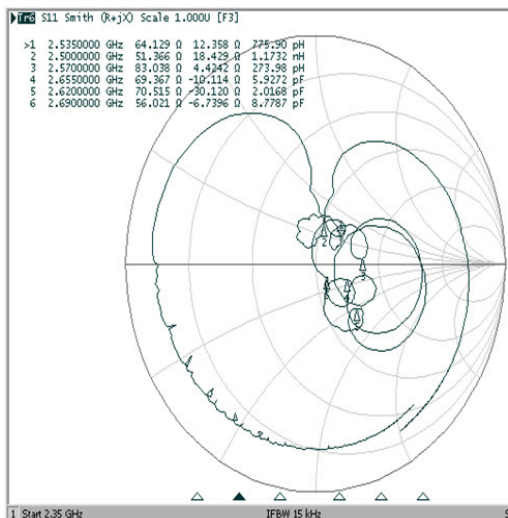 Tr6 S11 Smith (R+jX) Scale 1.000U [F3]
>1 2.5350000 GHz 64.129 Ω 12.358 Ω 775.90 pH
2 2.5000000 GHz 51.366 Ω 18.429 Ω 1.1732 nH
3 2.5700000 GHz 83.038 Ω 4.4242 Ω 273.98 pH
4 2.6550000 GHz 69.367 Ω -10.114 Ω 5.9272 pF
5 2.6200000 GHz 70.515 Ω -30.120 Ω 2.0168 pF
6 2.6900000 GHz 56.021 Ω -6.7396 Ω 8.7787 pF
2
3
4
1 Start 2.35 GHz IFBW 15 kHz S